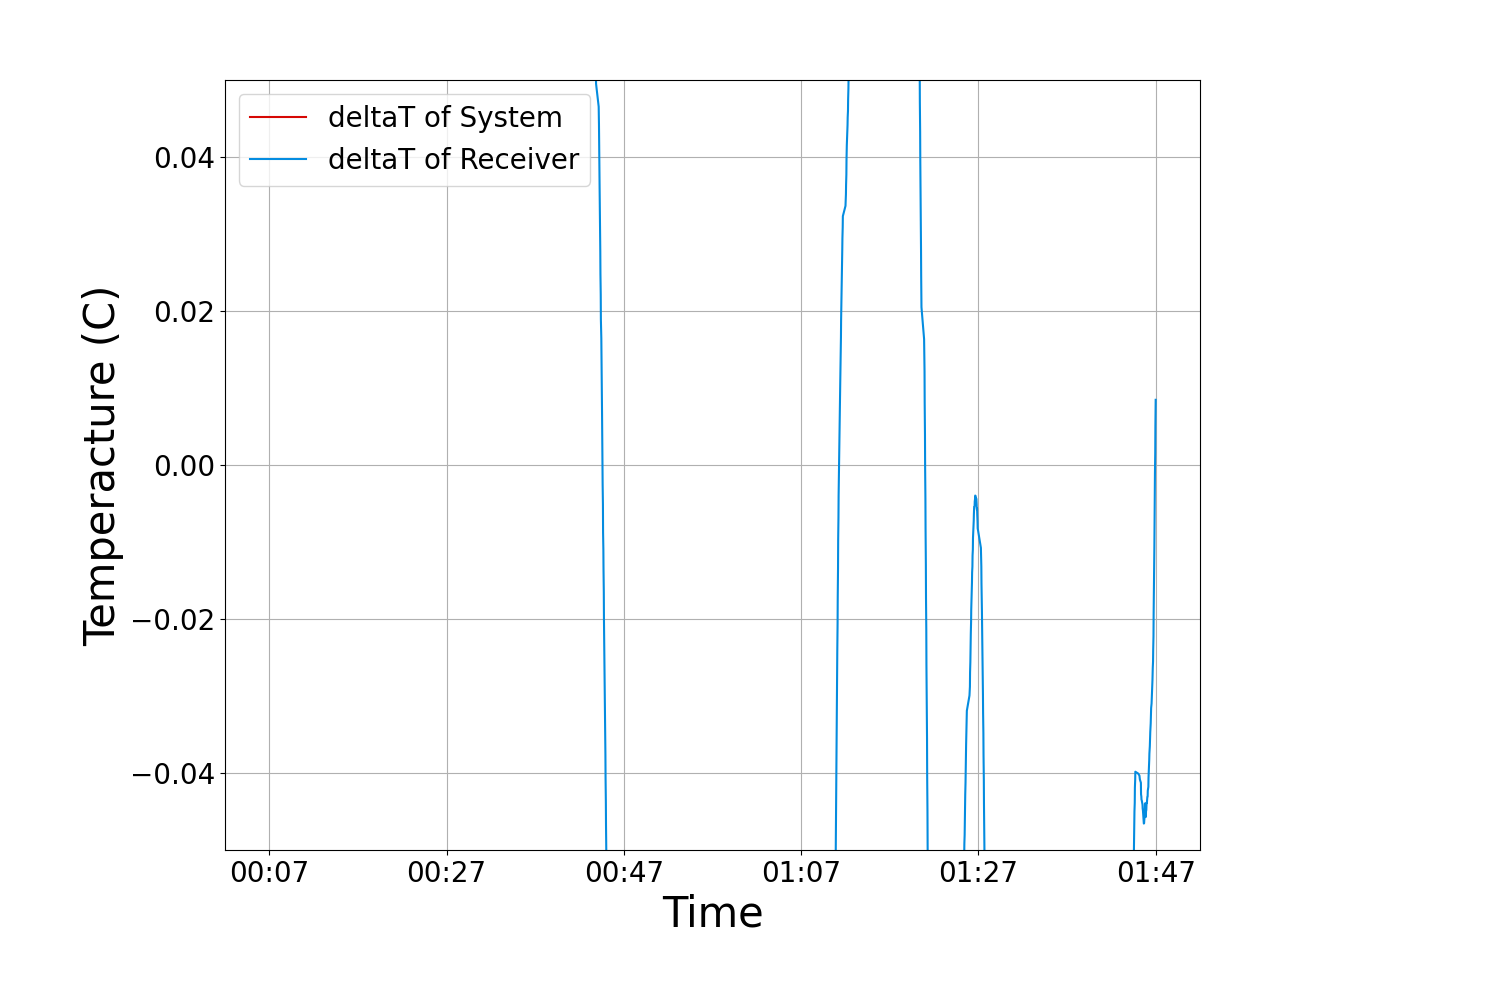 deltaT of System
deltaT of Receiver
0.04
0.02
0.00
−0.02
−0.04
Temperacture (C)
00:07 00:27 00:47 01:07 01:27 01:47
Time